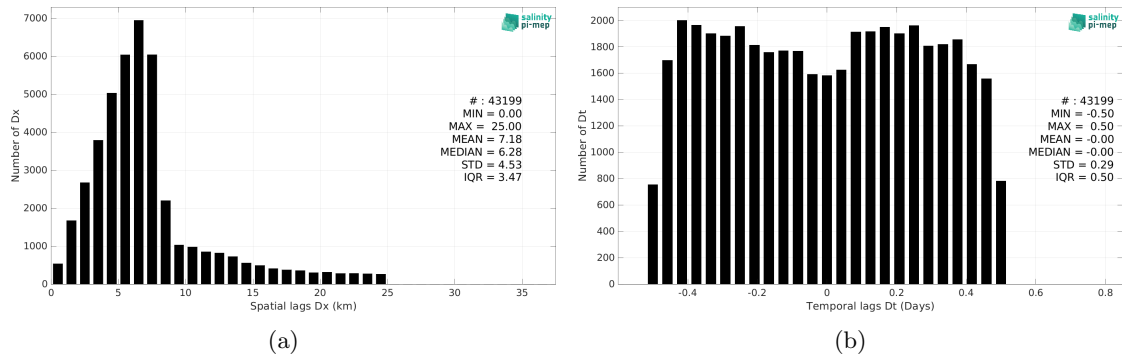 7000
6000
5000
4000
3000
2000
1000
0
Number of Dx
0 5 10 15 20 25 30 35
Spatial lags Dx (km)
salinity
pi-mep
# : 43199
MIN = 0.00
MAX = 25.00
MEAN = 7.18
MEDIAN = 6.28
STD = 4.53
IQR = 3.47
(a)
2000
1800
1600
1400
1200
1000
800
600
400
200
0
Number of Dt
-0.4 -0.2 0 0.2 0.4 0.6 0.8
Temporal lags Dt (Days)
salinity
pi-mep
# : 43199
MIN = -0.50
MAX = 0.50
MEAN = -0.00
MEDIAN = -0.00
STD = 0.29
IQR = 0.50
(b)